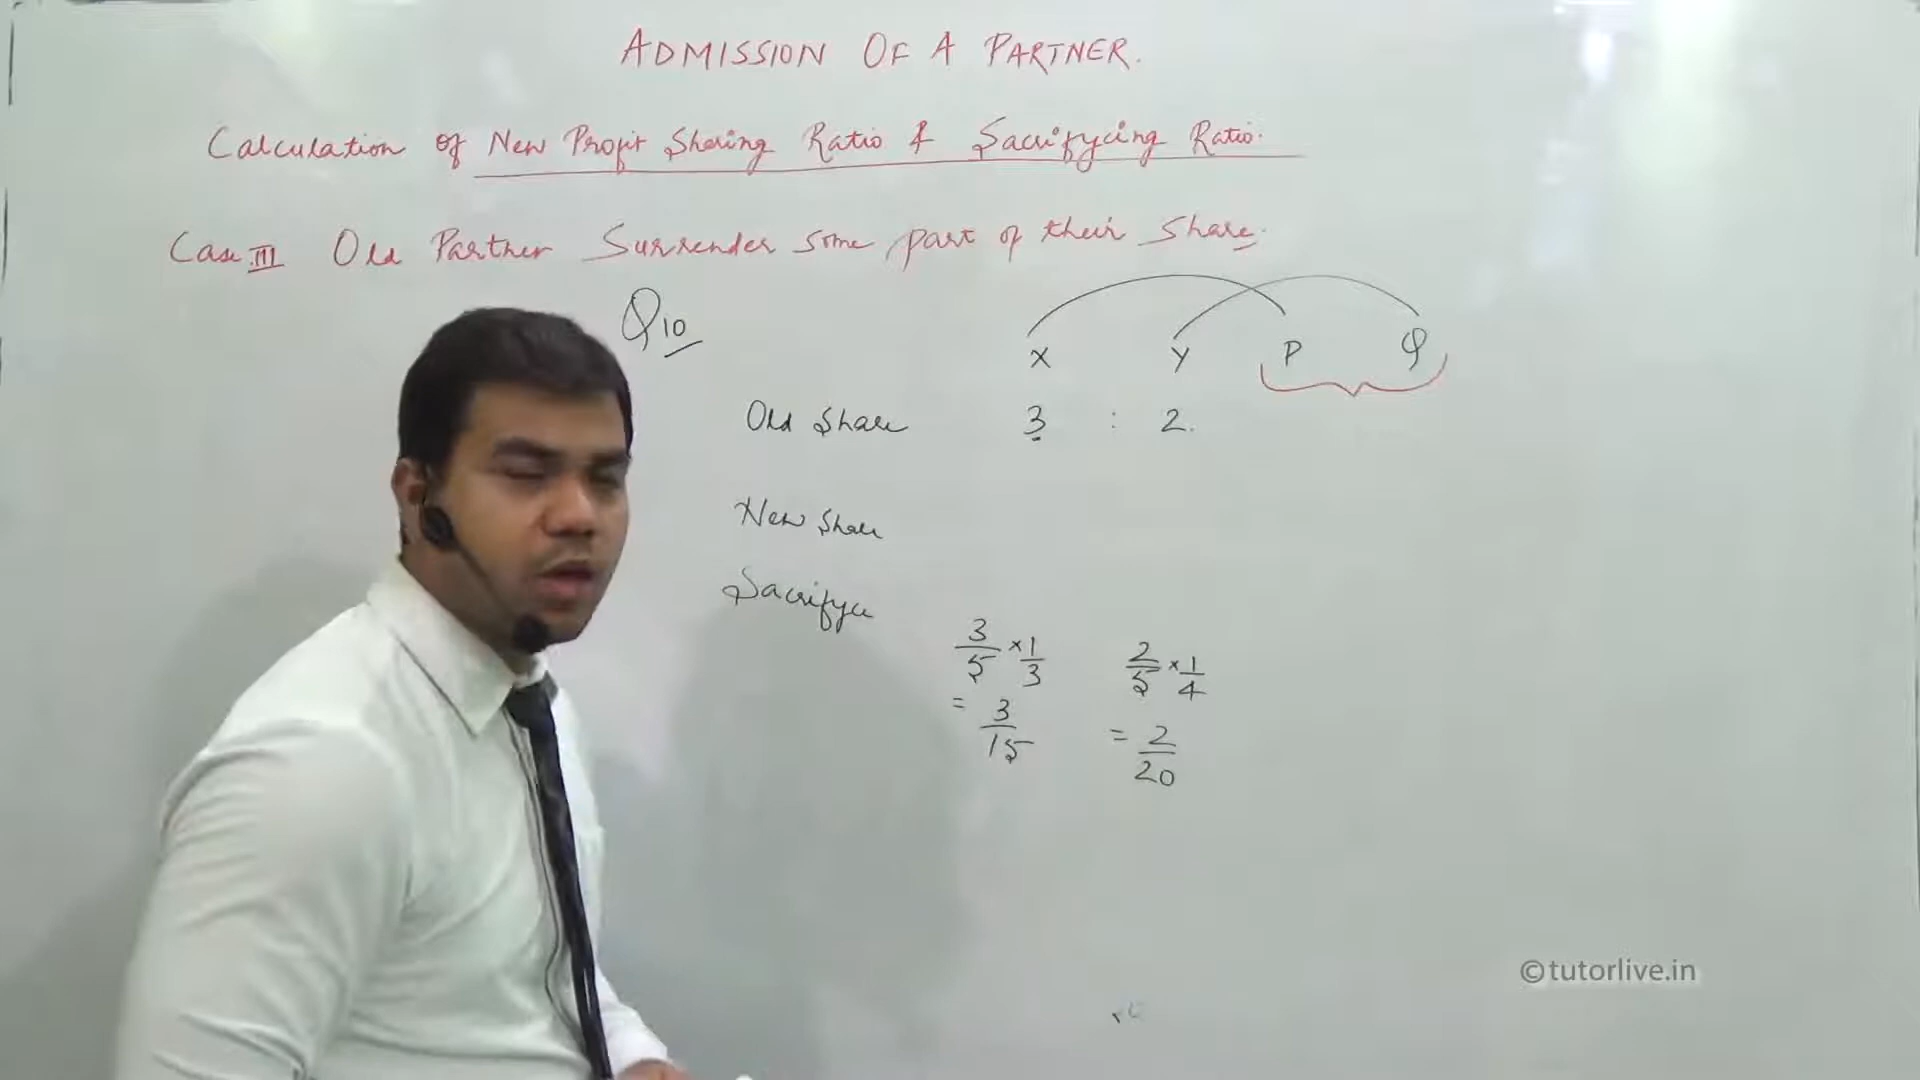 ADMISSION OF A PARTNER.
Calculation of New Profit Sharing Ratio & Sacrifycing Ratio.
Case III Old Partner Surrender some part of their Share.
Q10
X Y P Q
Old Share 3 : 2.
New Share
Sacrifyce
3/5 × 1/3 2/5 × 1/4
= 3/15 = 2/20
©tutorlive.in